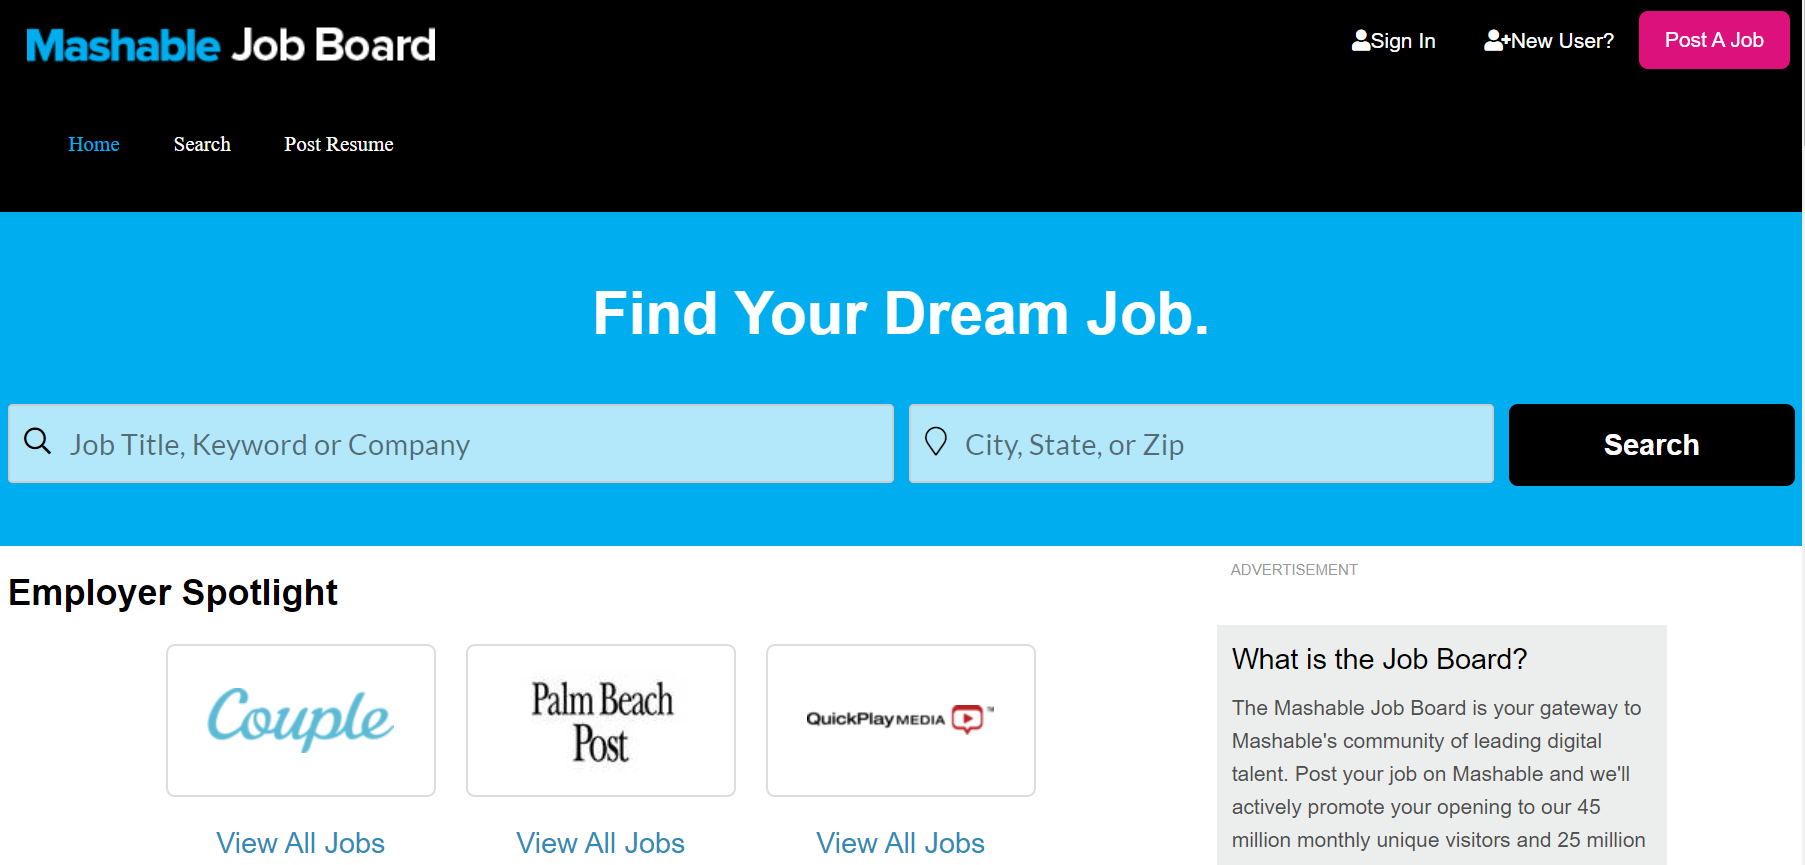 Mashable Job Board
Sign In
New User?
Post A Job
Home
Search
Post Resume
Find Your Dream Job.
Job Title, Keyword or Company
City, State, or Zip
Search
Employer Spotlight
ADVERTISEMENT
Couple
Palm Beach
Post
QuickPlay MEDIA ™
View All Jobs
View All Jobs
View All Jobs
What is the Job Board?
The Mashable Job Board is your gateway to
Mashable's community of leading digital
talent. Post your job on Mashable and we'll
actively promote your opening to our 45
million monthly unique visitors and 25 million